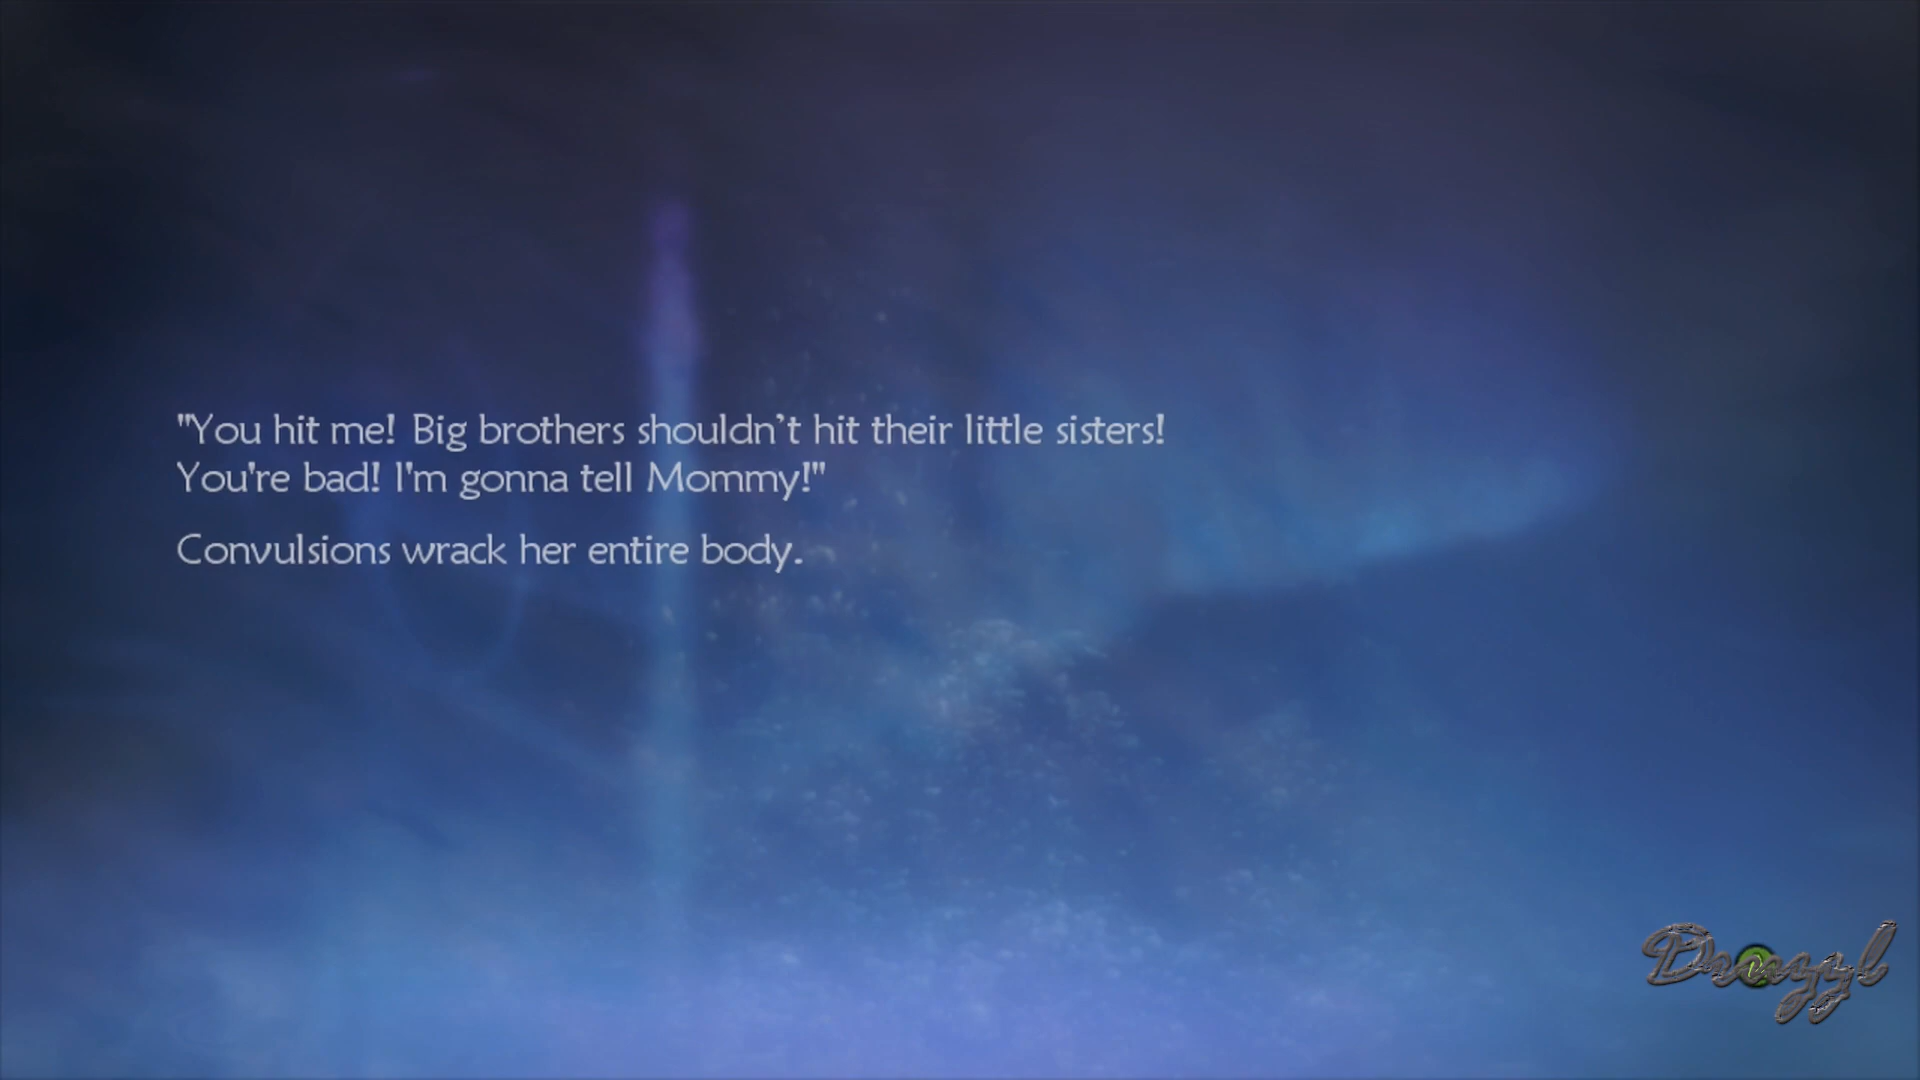 "You hit me! Big brothers shouldn’t hit their little sisters!
You're bad! I'm gonna tell Mommy!"
Convulsions wrack her entire body.